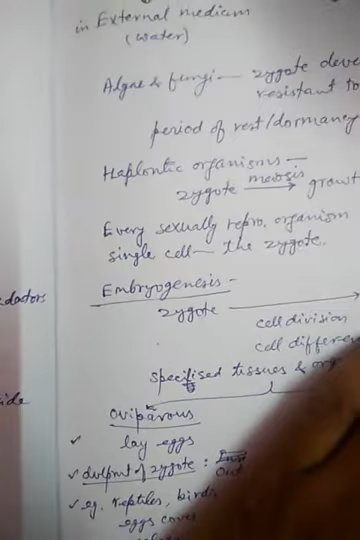 in External medium
(water)
Algae & fungi — zygote deve
resistant to
period of rest/dormancy
Haplontic organisms —
zygote meiosis → growt
Every sexually repro. organism
single cell — the zygote.
Embryogenesis -
dators
zygote →
cell division
cell differen
specilised tissues & org
ide
oviparous
✓ lay eggs
✓ dvlpmt of zygote : Out
✓ eg. reptiles, birds
eggs cover